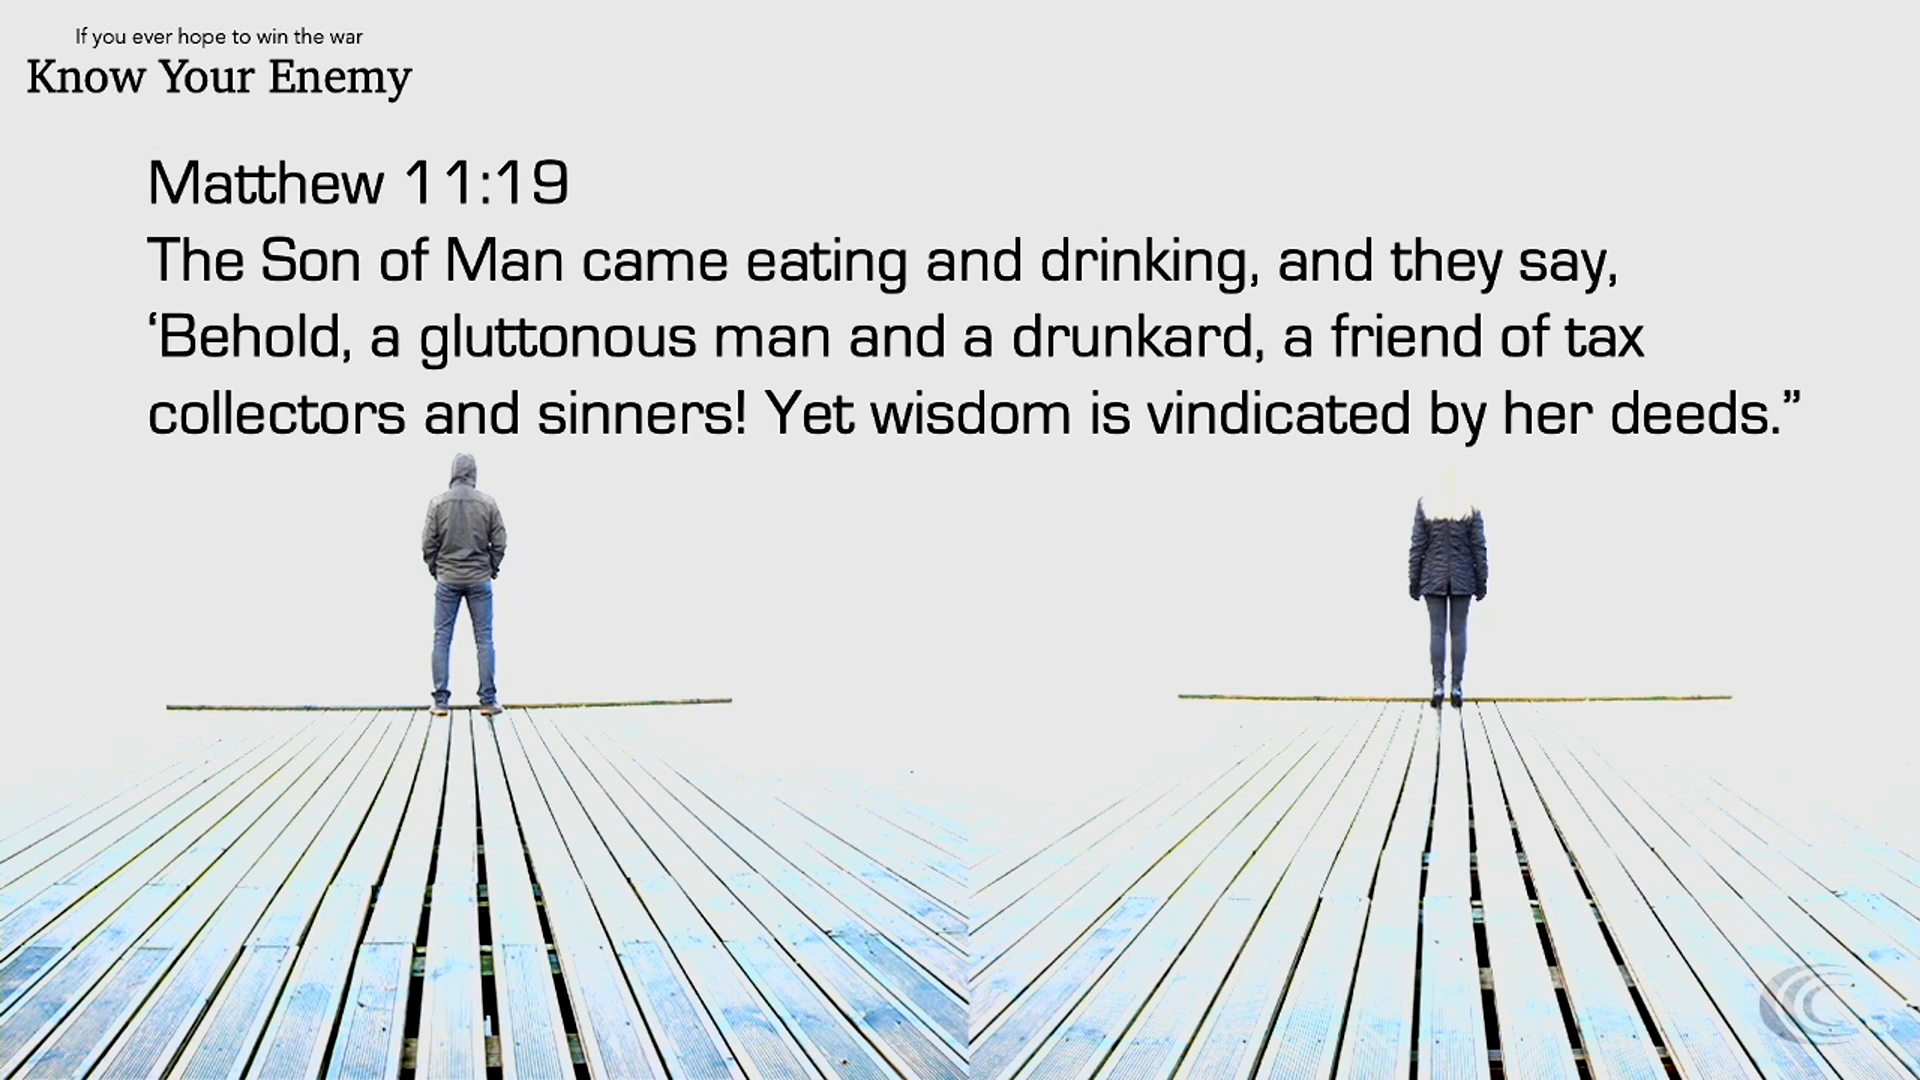 If you ever hope to win the war
Know Your Enemy
Matthew 11:19
The Son of Man came eating and drinking, and they say,
‘Behold, a gluttonous man and a drunkard, a friend of tax
collectors and sinners! Yet wisdom is vindicated by her deeds.”